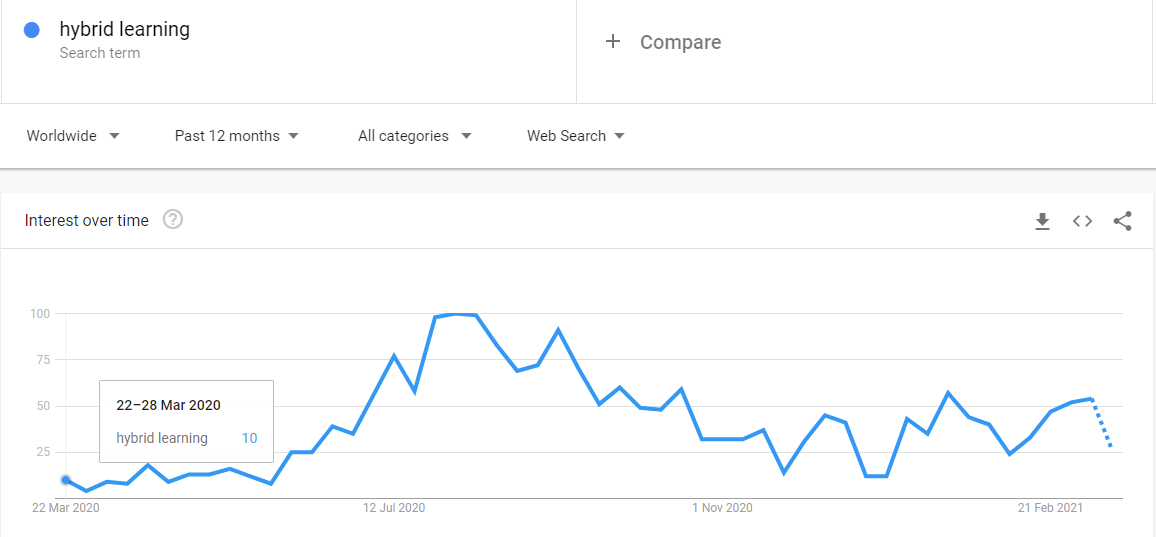 hybrid learning
Search term
+ Compare
Worldwide
Past 12 months
All categories
Web Search
Interest over time
?
100
75
50
25
22–28 Mar 2020
hybrid learning 10
22 Mar 2020
12 Jul 2020
1 Nov 2020
21 Feb 2021